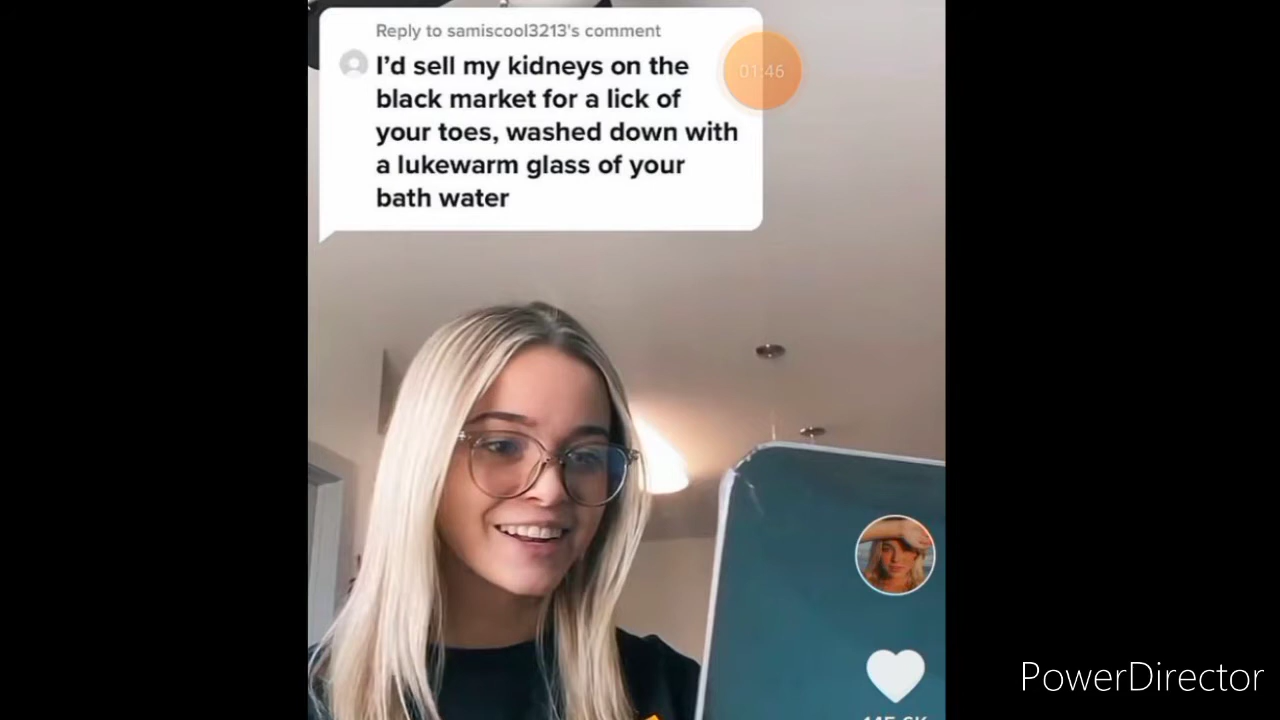 Reply to samiscool3213's comment
I'd sell my kidneys on the
black market for a lick of
your toes, washed down with
a lukewarm glass of your
bath water
01:46
PowerDirector